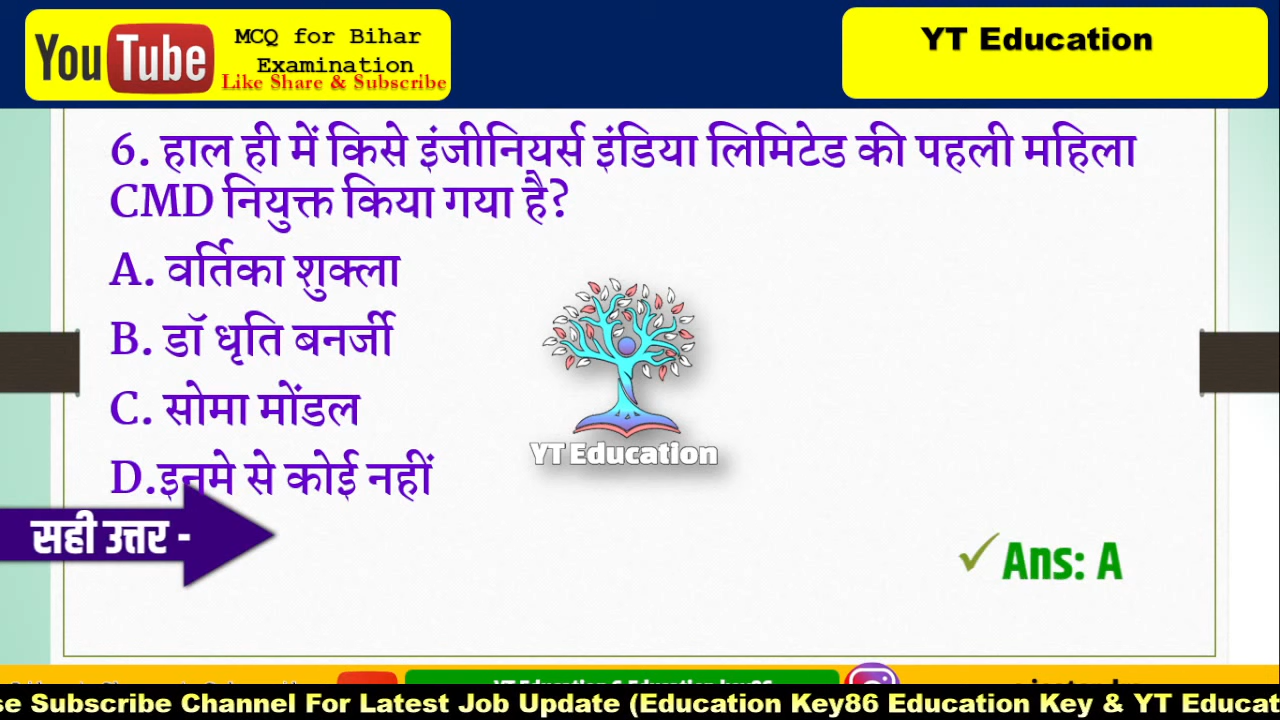 You Tube
MCQ for Bihar
Examination
Like Share & Subscribe
YT Education
6. हाल ही में किसे इंजीनियर्स इंडिया लिमिटेड की पहली महिला
CMD नियुक्त किया गया है?
A. वर्तिका शुक्ला
B. डॉ धृति बनर्जी
C. सोमा मोंडल
D.इनमे से कोई नहीं
YT Education
सही उत्तर -
Ans: A
se Subscribe Channel For Latest Job Update (Education Key86 Education Key & YT Educat